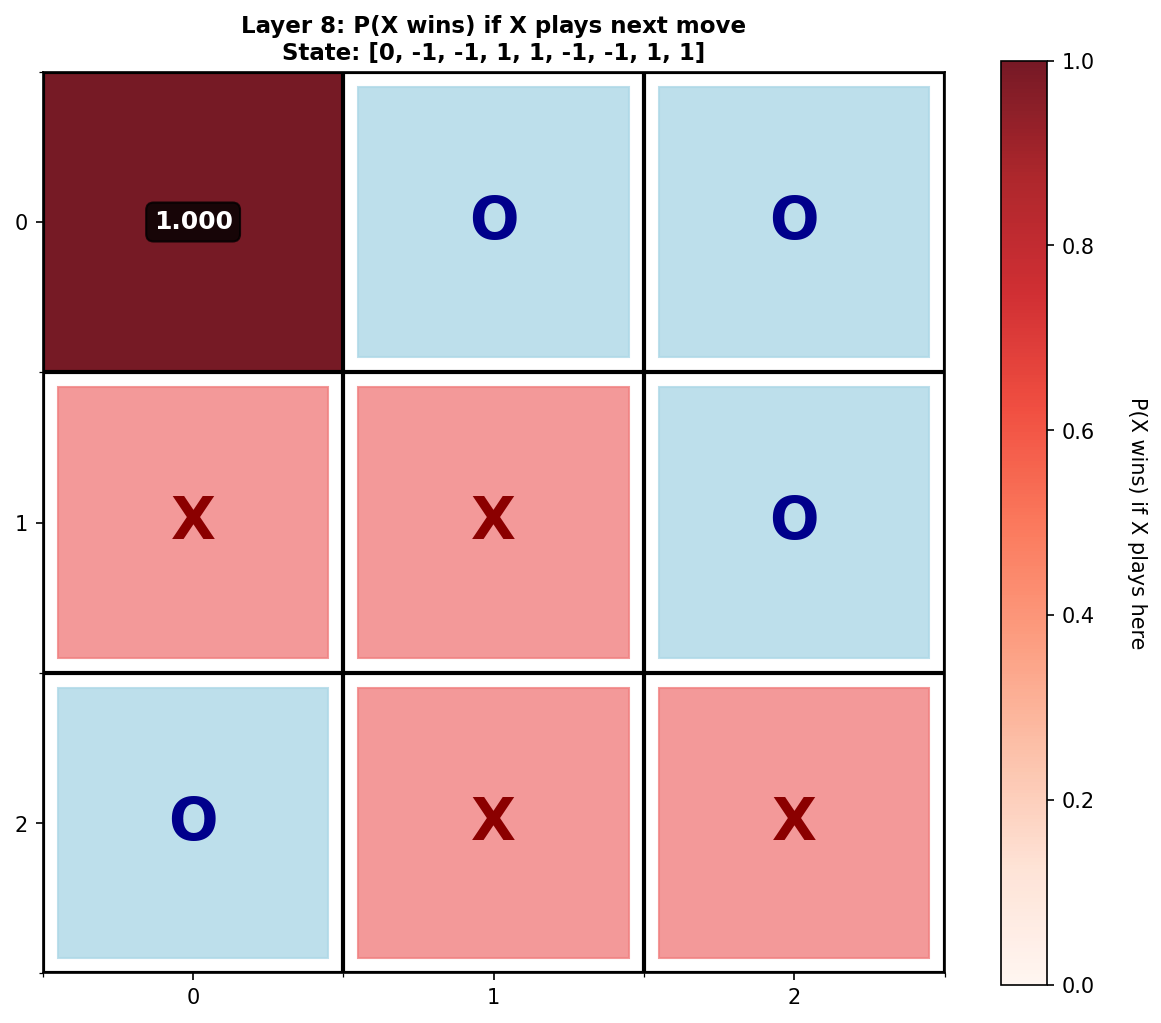 Layer 8: P(X wins) if X plays next move
State: [0, -1, -1, 1, 1, -1, -1, 1, 1]
0
1.000
O
O
1
X
X
O
2
O
X
X
0
1
2
1.0
0.8
0.6
0.4
0.2
0.0
P(X wins) if X plays here